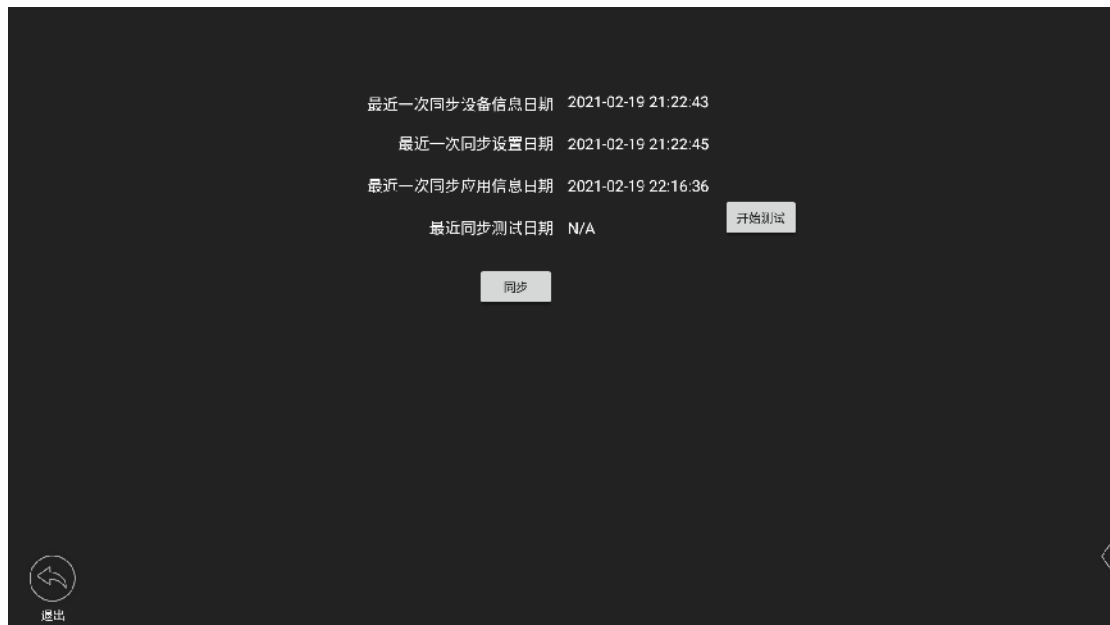 最近一次同步设备信息日期 2021-02-19 21:22:43
最近一次同步设置日期 2021-02-19 21:22:45
最近一次同步应用信息日期 2021-02-19 22:16:36
最近同步测试日期 N/A 开始测试
同步
退出